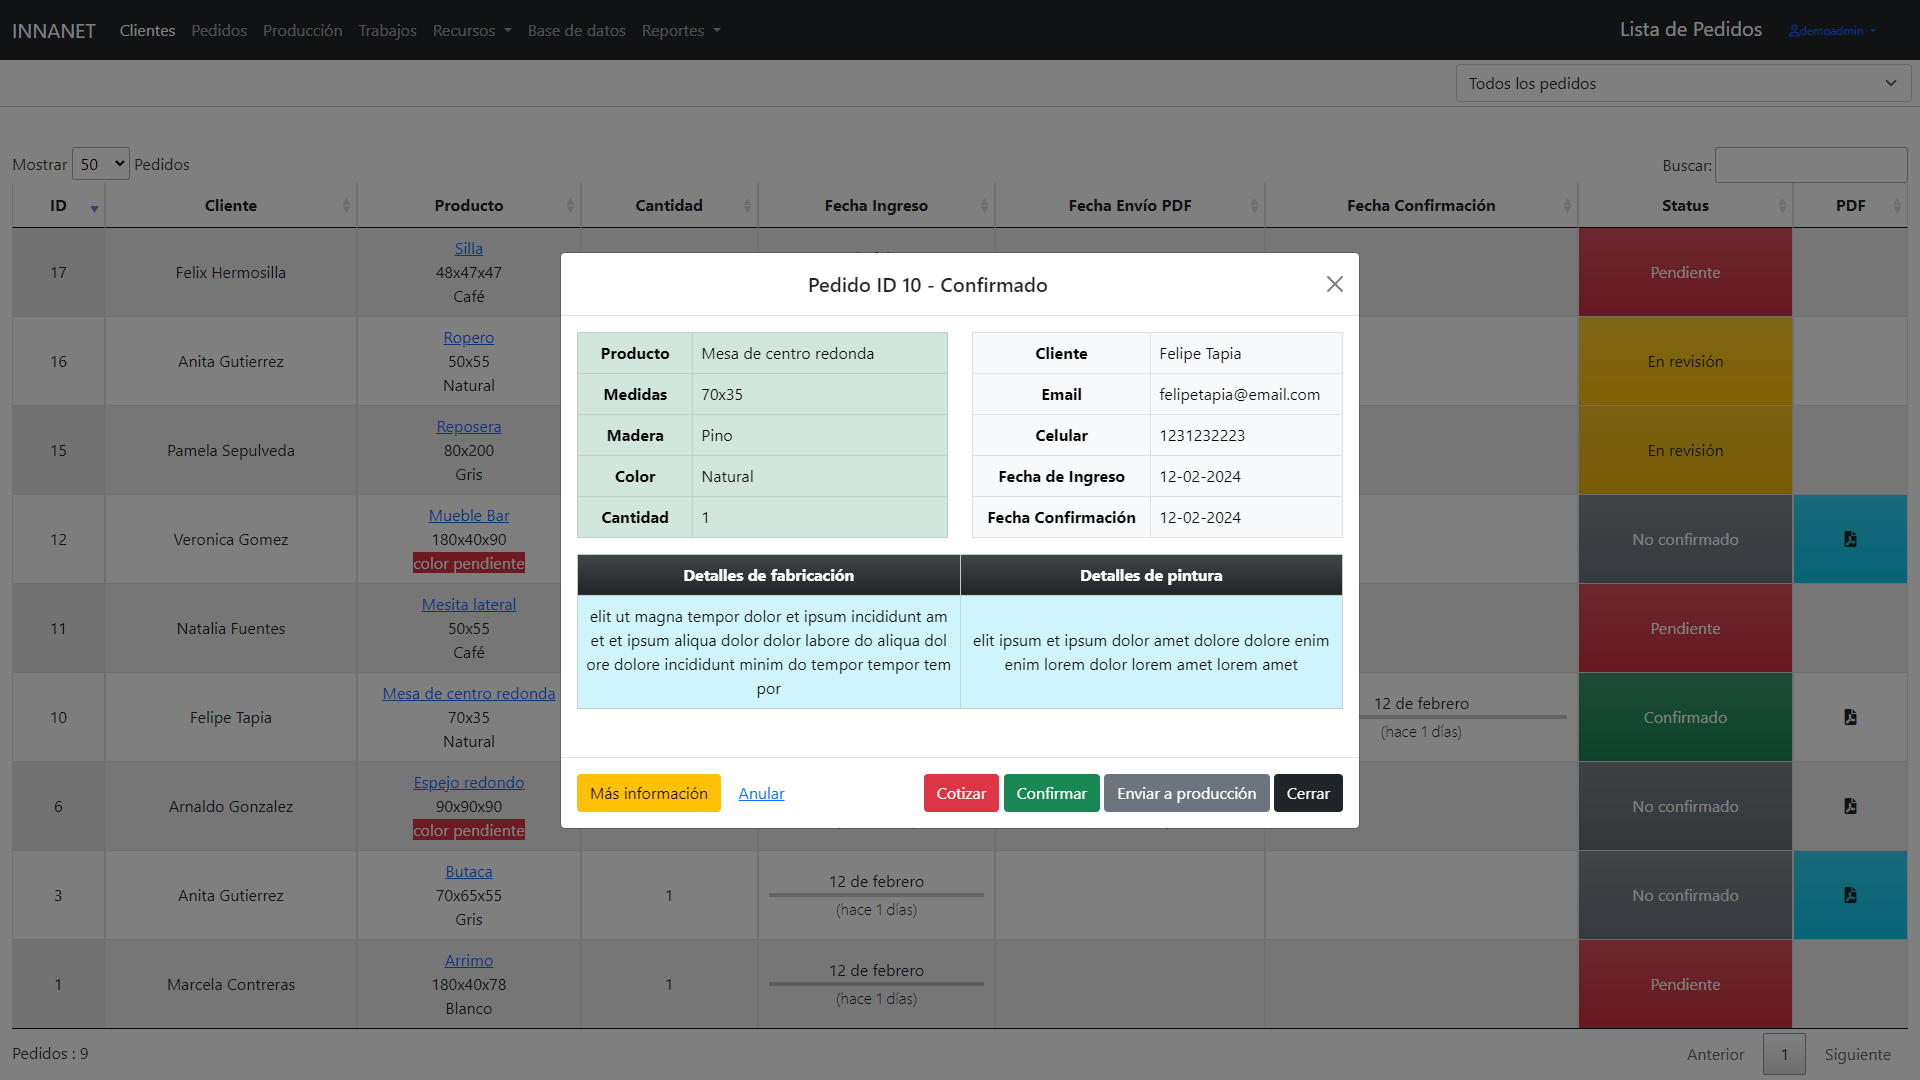 INNANET Clientes Pedidos Producción Trabajos Recursos Base de datos Reportes Lista de Pedidos demoadmin
Todos los pedidos
Mostrar 50 Pedidos Buscar:
ID Cliente Producto Cantidad Fecha Ingreso Fecha Envío PDF Fecha Confirmación Status PDF
17 Felix Hermosilla Silla 48x47x47 Café Pendiente
16 Anita Gutierrez Ropero 50x55 Natural En revisión
15 Pamela Sepulveda Reposera 80x200 Gris En revisión
12 Veronica Gomez Mueble Bar 180x40x90 color pendiente No confirmado
11 Natalia Fuentes Mesita lateral 50x55 Café Pendiente
10 Felipe Tapia Mesa de centro redonda 70x35 Natural 12 de febrero (hace 1 días) Confirmado
6 Arnaldo Gonzalez Espejo redondo 90x90x90 color pendiente No confirmado
3 Anita Gutierrez Butaca 70x65x55 Gris 1 12 de febrero (hace 1 días) No confirmado
1 Marcela Contreras Arrimo 180x40x78 Blanco 1 12 de febrero (hace 1 días) Pendiente
Pedidos : 9 Anterior 1 Siguiente
Pedido ID 10 - Confirmado
Producto Mesa de centro redonda
Medidas 70x35
Madera Pino
Color Natural
Cantidad 1
Cliente Felipe Tapia
Email felipetapia@email.com
Celular 1231232223
Fecha de Ingreso 12-02-2024
Fecha Confirmación 12-02-2024
Detalles de fabricación
elit ut magna tempor dolor et ipsum incididunt am
et et ipsum aliqua dolor dolor labore do aliqua dol
ore dolore incididunt minim do tempor tempor tem
por
Detalles de pintura
elit ipsum et ipsum dolor amet dolore dolore enim
enim lorem dolor lorem amet lorem amet
Más información Anular Cotizar Confirmar Enviar a producción Cerrar